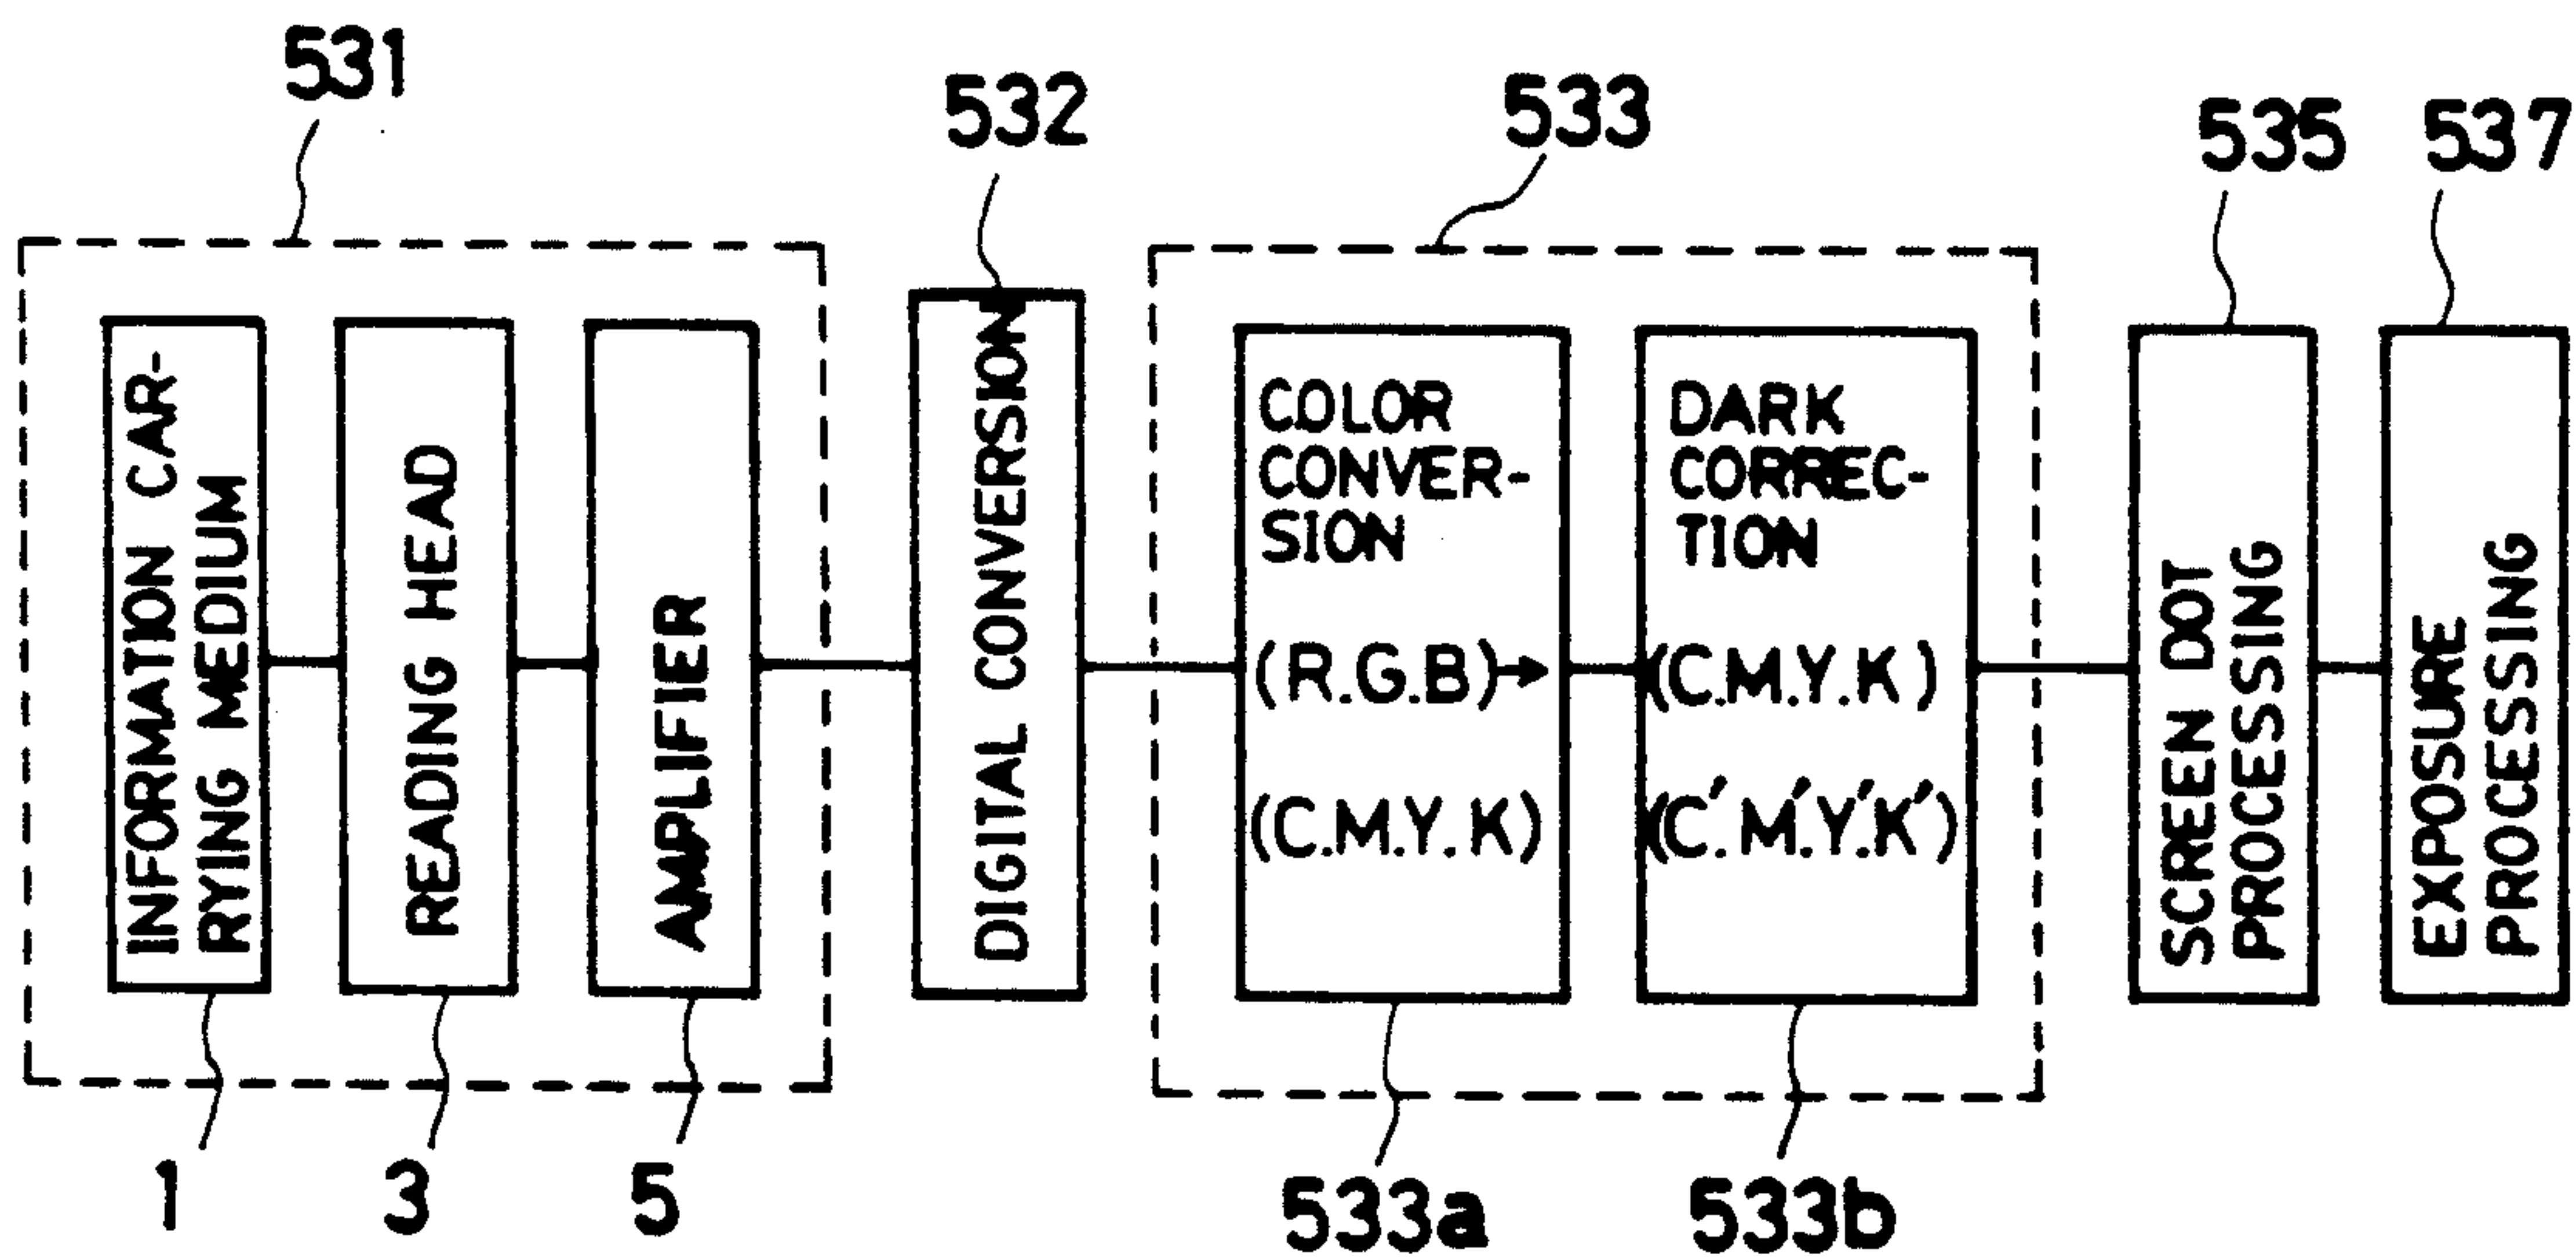 531
532
533
535
537
INFORMATION CAR-
RYING MEDIUM
READING HEAD
AMPLIFIER
DIGITAL CONVERSION
COLOR
CONVER-
SION
(R.G.B)→
(C.M.Y.K)
DARK
CORREC-
TION
(C.M.Y.K)
(C'.M'.Y'.K')
SCREEN DOT
PROCESSING
EXPOSURE
PROCESSING
1
3
5
533a
533b